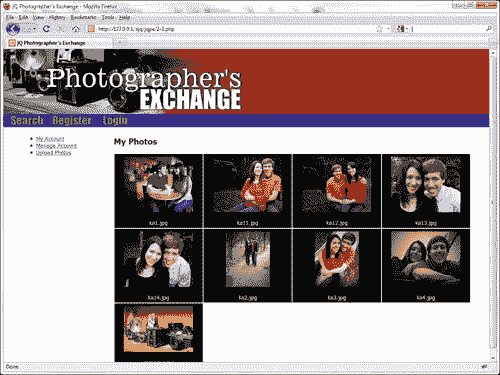 JQ Photographer's Exchange - Mozilla Firefox
File Edit View History Bookmarks Tools Help
JQ Photographer's Exchange
Photographer's
EXCHANGE
Search Register Login
My Account
Manage Account
Upload Photos
My Photos
ka1.jpg ka11.jpg ka12.jpg ka13.jpg
ka14.jpg ka2.jpg ka3.jpg ka4.jpg
Done